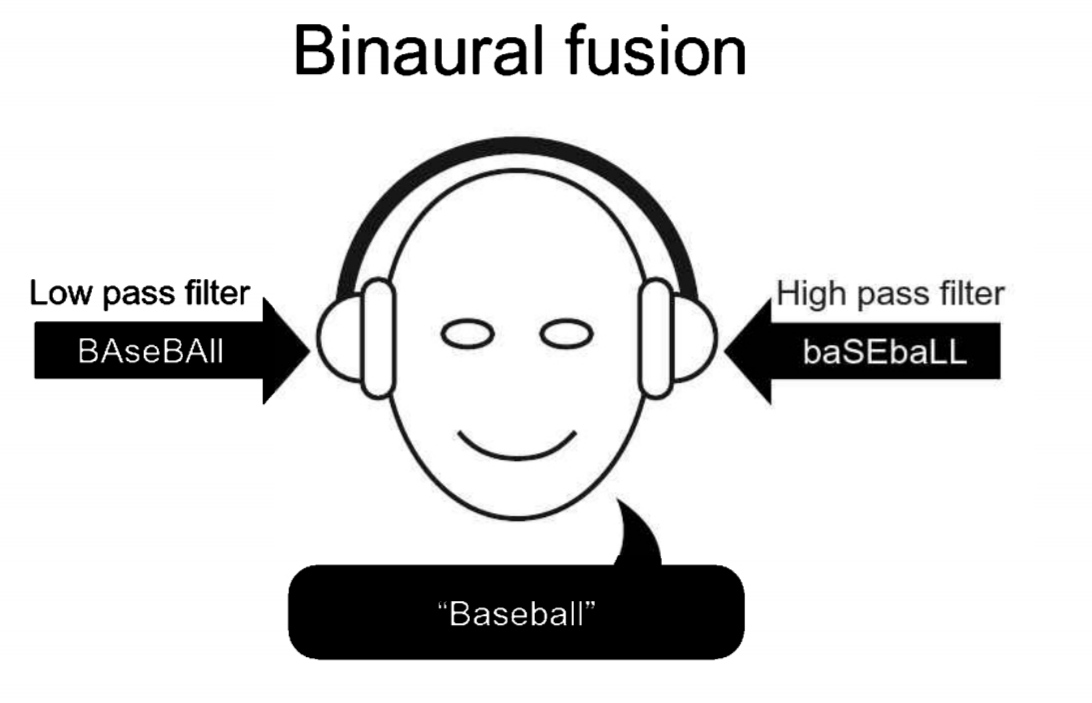 Binaural fusion
Low pass filter
BAseBAll
High pass filter
baSEbaLL
“Baseball”